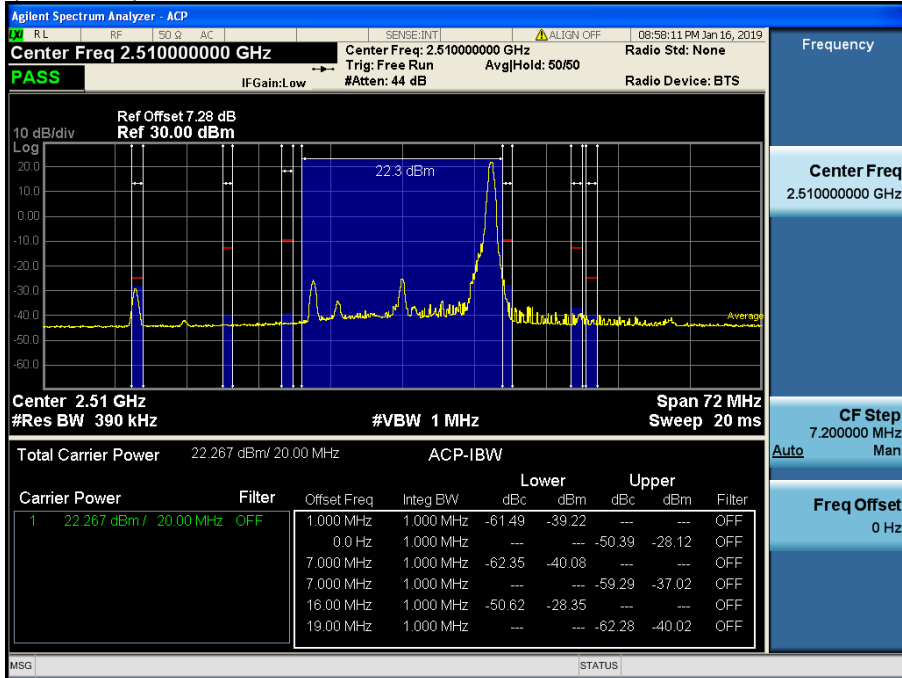 Agilent Spectrum Analyzer - ACP
LXI RL RF 50 Ω AC SENSE:INT ALIGN OFF 08:58:11 PM Jan 16, 2019
Center Freq 2.510000000 GHz Center Freq: 2.510000000 GHz Radio Std: None
Trig: Free Run Avg|Hold: 50/50
PASS IFGain:Low #Atten: 44 dB Radio Device: BTS
Ref Offset 7.28 dB
10 dB/div Ref 30.00 dBm
Log
20.0
22.3 dBm
10.0
0.00
-10.0
-20.0
-30.0
-40.0
Average
-50.0
-60.0
Center 2.51 GHz Span 72 MHz
#Res BW 390 kHz #VBW 1 MHz Sweep 20 ms
Total Carrier Power 22.267 dBm/ 20.00 MHz ACP-IBW
Lower Upper
Carrier Power Filter Offset Freq Integ BW dBc dBm dBc dBm Filter
1 22.267 dBm / 20.00 MHz OFF 1.000 MHz 1.000 MHz -61.49 -39.22 --- --- OFF
0.0 Hz 1.000 MHz --- --- -50.39 -28.12 OFF
7.000 MHz 1.000 MHz -62.35 -40.08 --- --- OFF
7.000 MHz 1.000 MHz --- --- -59.29 -37.02 OFF
16.00 MHz 1.000 MHz -50.62 -28.35 --- --- OFF
19.00 MHz 1.000 MHz --- --- -62.28 -40.02 OFF
MSG STATUS
Frequency
Center Freq
2.510000000 GHz
CF Step
7.200000 MHz
Auto Man
Freq Offset
0 Hz